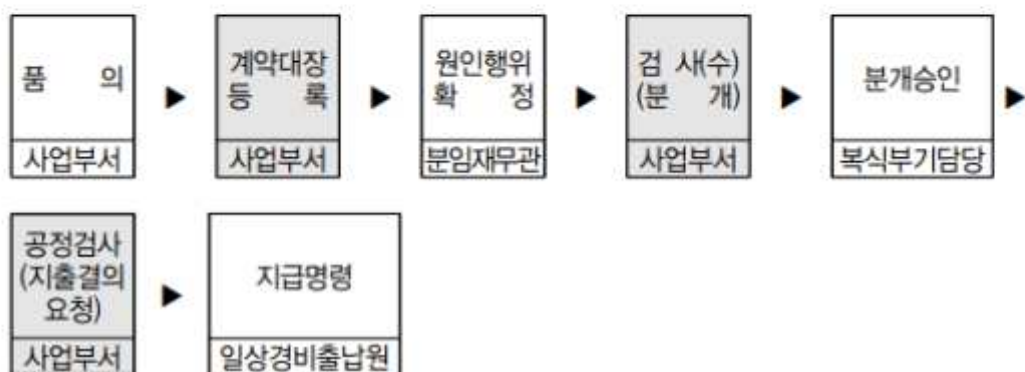 품 의
▶
계약대장
등 록
▶
원인행위
확 정
▶
검 사(수)
(분 개)
▶
분개승인
▶
사업부서
사업부서
분임재무관
사업부서
복식부기담당
공정검사
(지출결의
요청)
▶
지급명령
사업부서
일상경비출납원